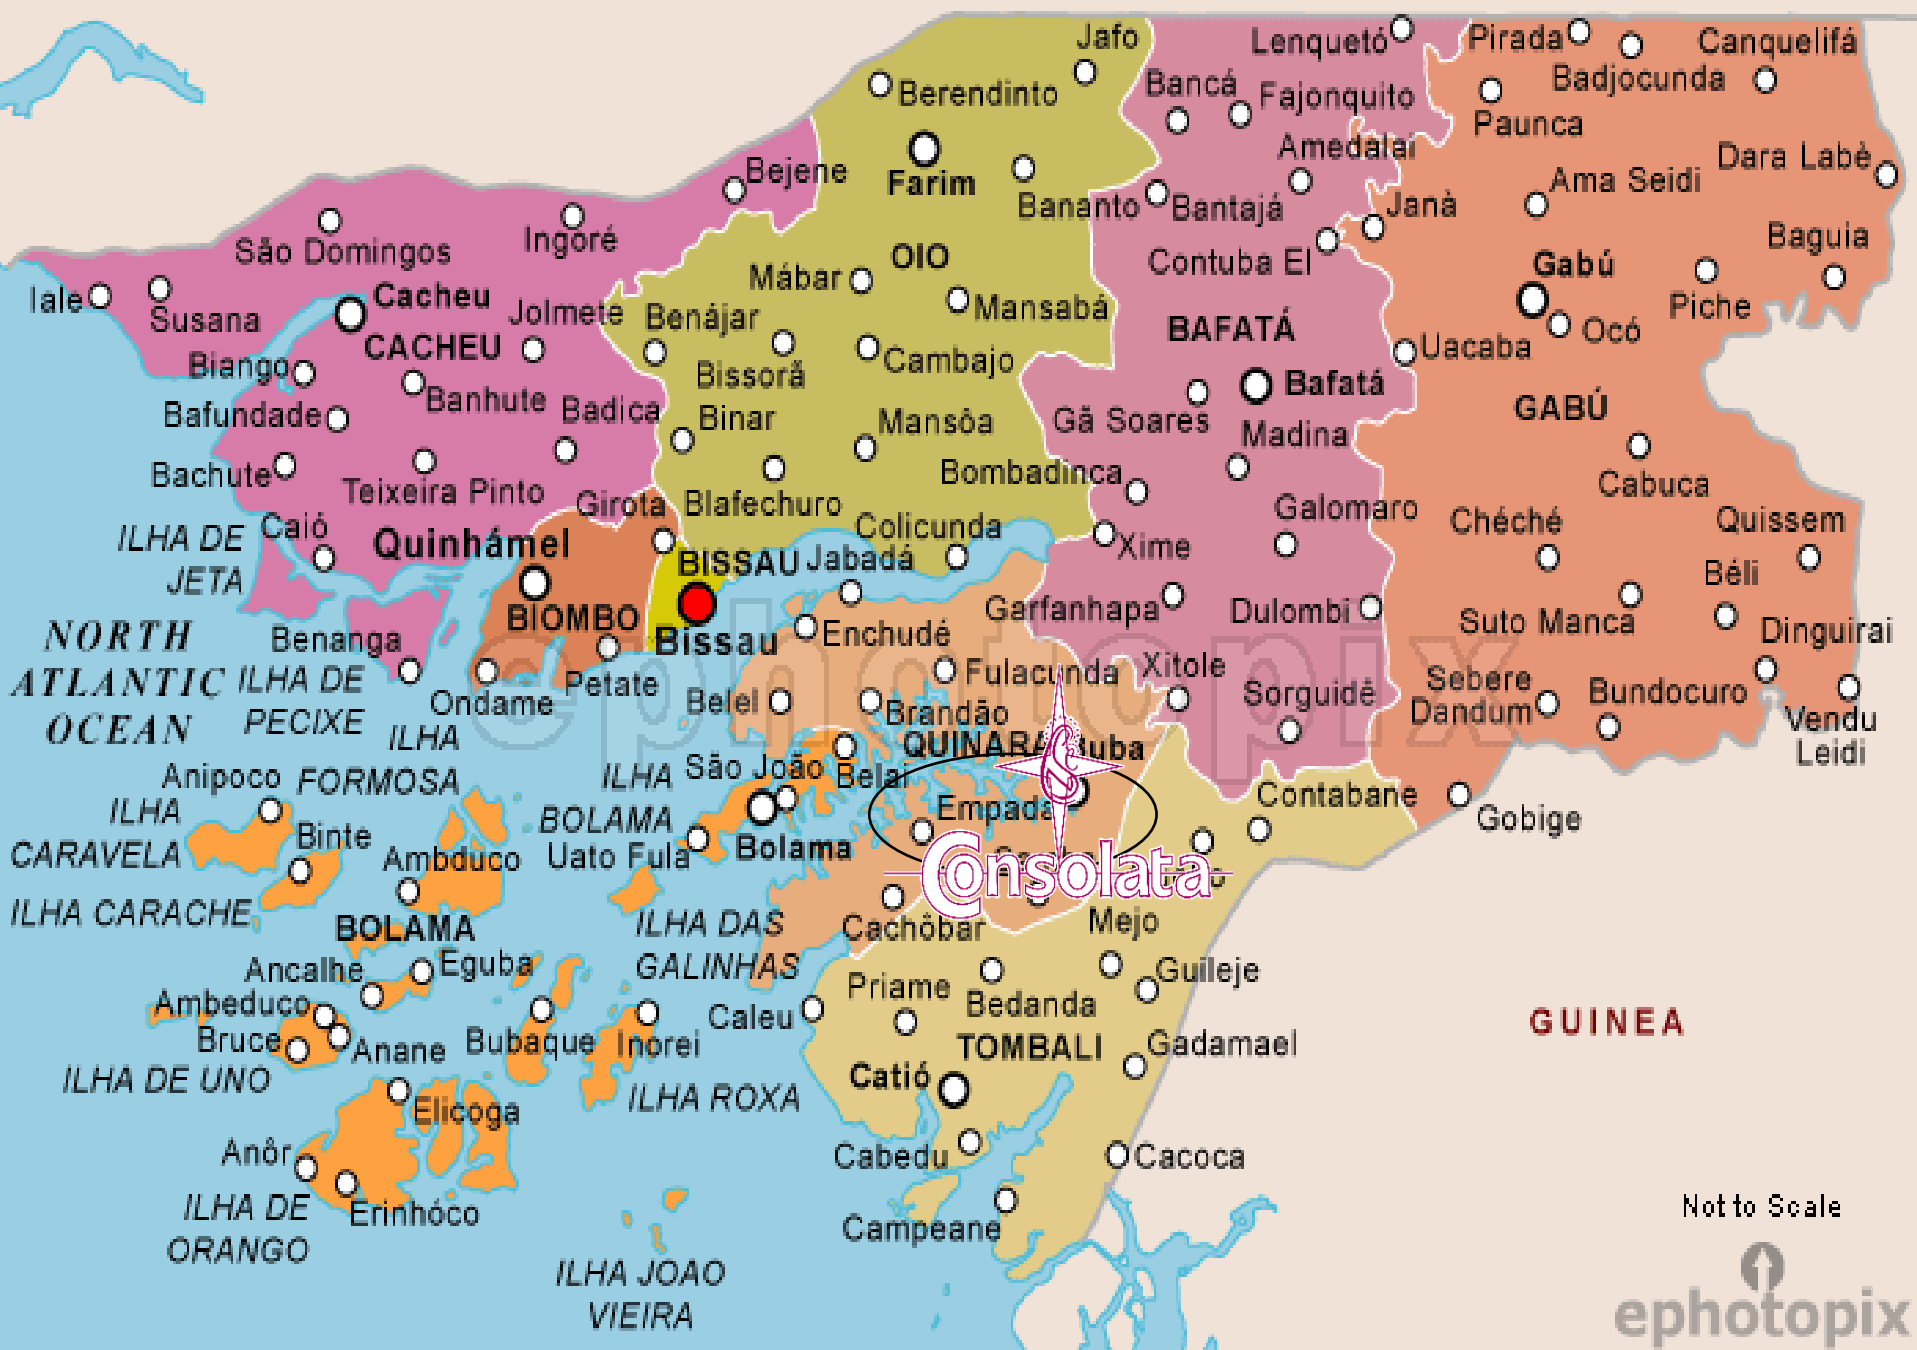 Jafo
Lenquetó
Pirada
Canquelifá
Berendinto
Bancá
Fajonquito
Badjocunda
Paunca
Amedalai
Dara Labè
Bejene
Farim
Bananto
Bantajá
Janà
Ama Seidi
São Domingos
Ingoré
OIO
Contuba El
Gabú
Baguia
Iale
Susana
Cacheu
Jolmete
Mábar
Mansabá
Piche
Benájar
BAFATÁ
Uacaba
Ocó
CACHEU
Biango
Bissorã
Cambajo
Bafatá
Banhute
Badica
Binar
Mansôa
Gã Soares
Madina
GABÚ
Bafundade
Bachute
Teixeira Pinto
Girota
Blafechuro
Bombadinca
Galomaro
Cabuca
ILHA DE
JETA
Caió
Quinhámel
Colicunda
Xime
Chéché
Quissem
BISSAU
Jabadá
Béli
BIOMBO
Garfanhapa
Dulombi
Suto Manca
Dinguirai
NORTH
ATLANTIC
OCEAN
Benanga
Bissau
Enchudé
ephotopix
ILHA DE
PECIXE
Ondame
Petate
Belei
Fulacunda
Xitole
Sorguidê
Sebere
Dandum
Bundocuro
Vendu
Leidi
Brandão
QUINARA
Buba
ILHA
FORMOSA
Anipoco
ILHA
CARAVELA
Binte
ILHA
BOLAMA
São João
Belai
Empada
Contabane
Gobige
Uato Fula
Bolama
Ambduco
Consolata
ILHA CARACHE
BOLAMA
ILHA DAS
GALINHAS
Cachôbar
Mejo
Ancalhe
Eguba
Ambeduco
Bruce
Anane
Bubaque
Inorei
Caleu
Priame
Bedanda
Guileje
GUINEA
ILHA DE UNO
TOMBALI
Gadamael
Catió
ILHA ROXA
Elicoga
Anôr
Cabedu
Cacoca
ILHA DE
ORANGO
Erinhóco
Campeane
Not to Scale
ILHA JOAO
VIEIRA
ephotopix